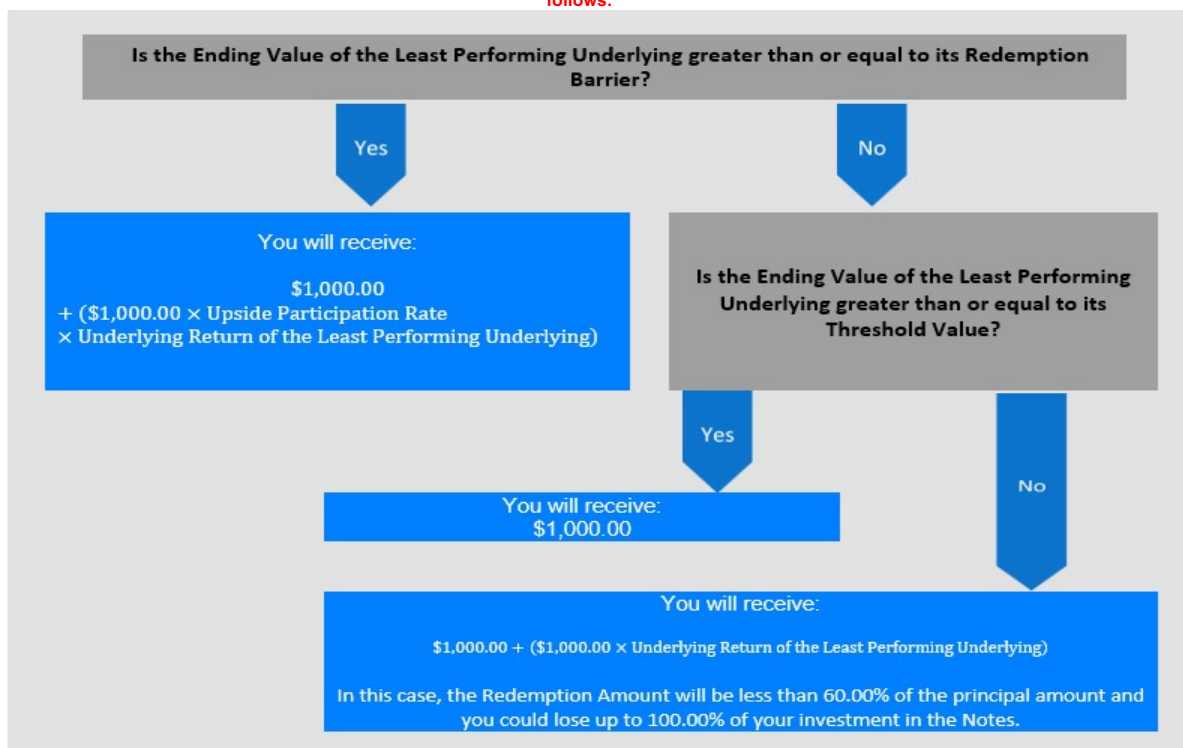 follows:
Is the Ending Value of the Least Performing Underlying greater than or equal to its Redemption
Barrier?
Yes
No
You will receive:
$1,000.00
+ ($1,000.00 × Upside Participation Rate
× Underlying Return of the Least Performing Underlying)
Is the Ending Value of the Least Performing
Underlying greater than or equal to its
Threshold Value?
Yes
No
You will receive:
$1,000.00
You will receive:
$1,000.00 + ($1,000.00 × Underlying Return of the Least Performing Underlying)
In this case, the Redemption Amount will be less than 60.00% of the principal amount and
you could lose up to 100.00% of your investment in the Notes.